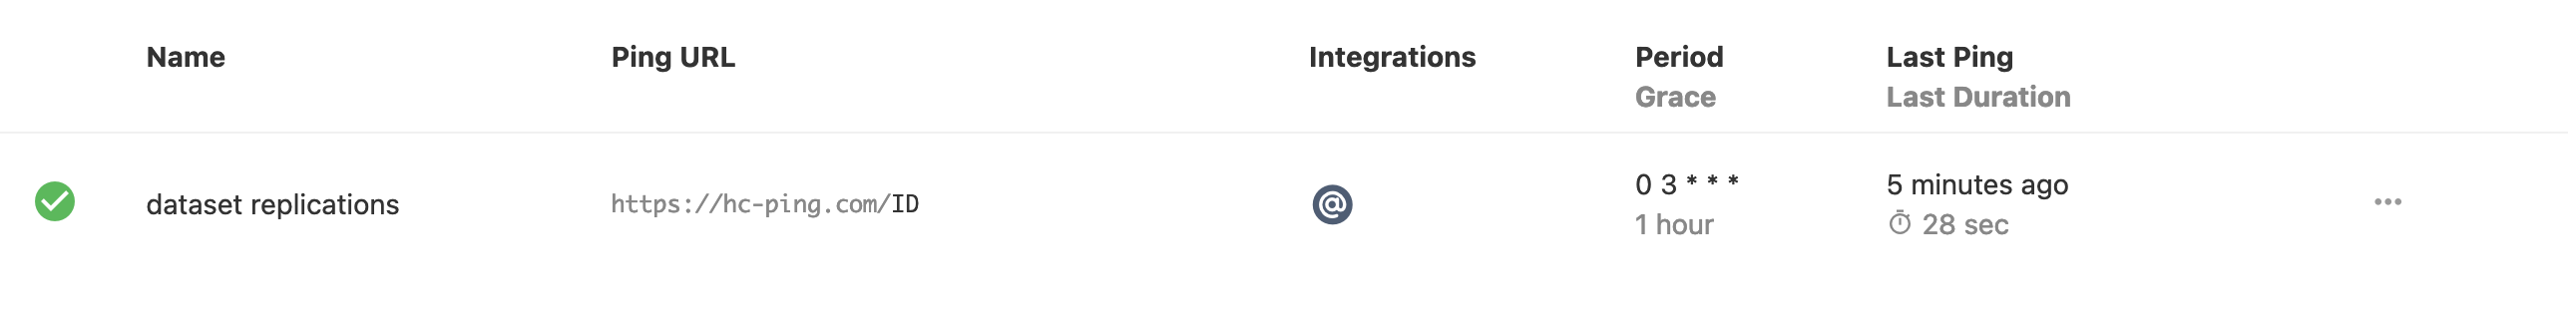 Name Ping URL Integrations Period Last Ping
Grace Last Duration
dataset replications https://hc-ping.com/ID @ 0 3 * * * 5 minutes ago
1 hour 28 sec